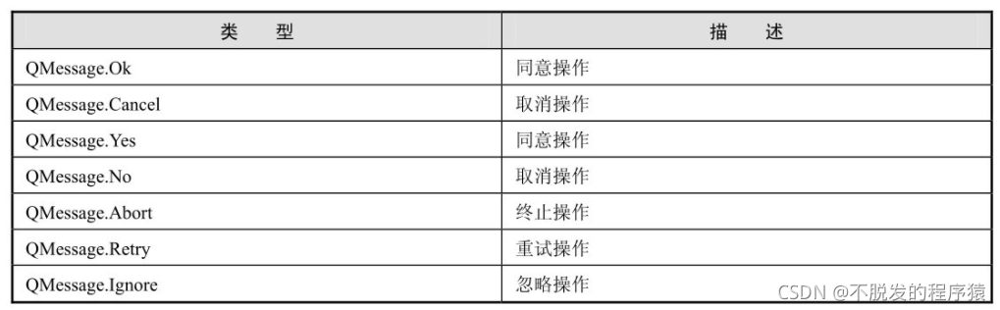 类 型 描 述
QMessage.Ok 同意操作
QMessage.Cancel 取消操作
QMessage.Yes 同意操作
QMessage.No 取消操作
QMessage.Abort 终止操作
QMessage.Retry 重试操作
QMessage.Ignore 忽略操作
CSDN @不脱发的程序猿